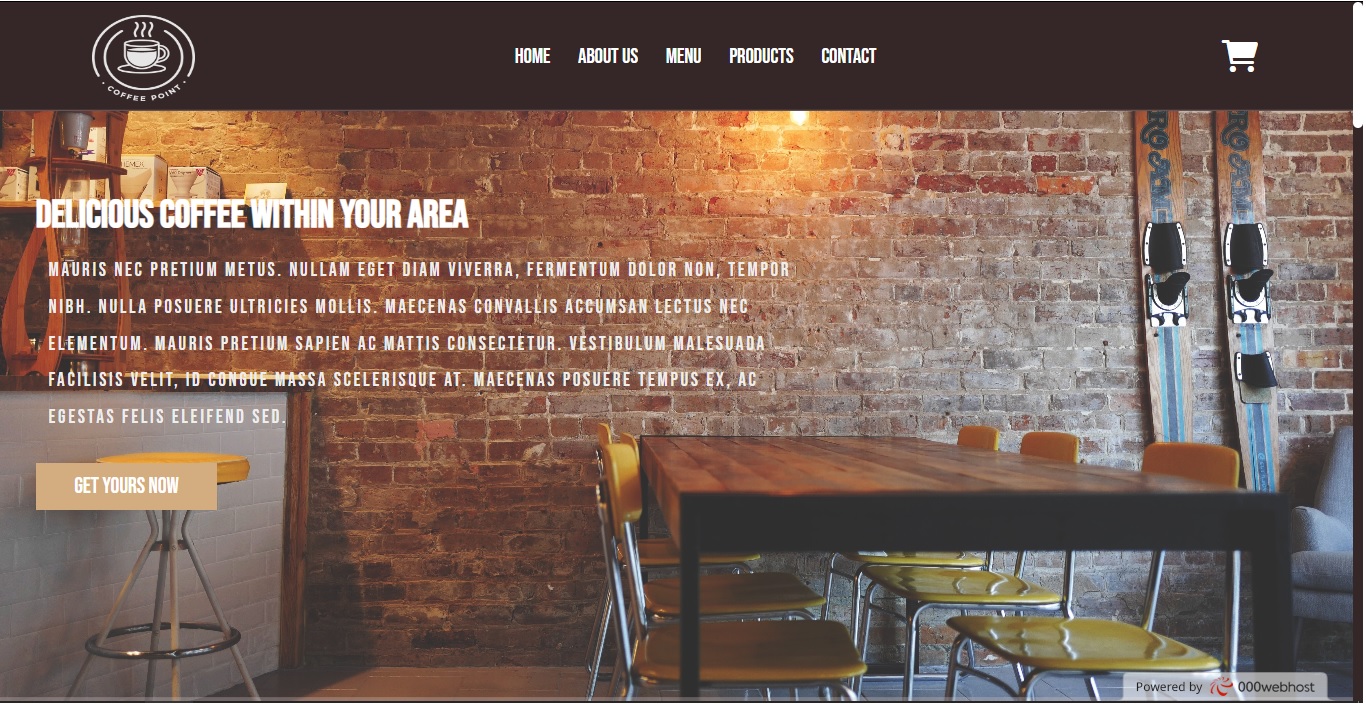 COFFEE POINT
HOME ABOUT US MENU PRODUCTS CONTACT
DELICIOUS COFFEE WITHIN YOUR AREA
MAURIS NEC PRETIUM METUS. NULLAM EGET DIAM VIVERRA, FERMENTUM DOLOR NON, TEMPOR
NIBH. NULLA POSUERE ULTRICIES MOLLIS. MAECENAS CONVALLIS ACCUMSAN LECTUS NEC
ELEMENTUM. MAURIS PRETIUM SAPIEN AC MATTIS CONSECTETUR. VESTIBULUM MALESUADA
FACILISIS VELIT, ID CONGUE MASSA SCELERISQUE AT. MAECENAS POSUERE TEMPUS EX, AC
EGESTAS FELIS ELEIFEND SED.
GET YOURS NOW
Powered by 000webhost